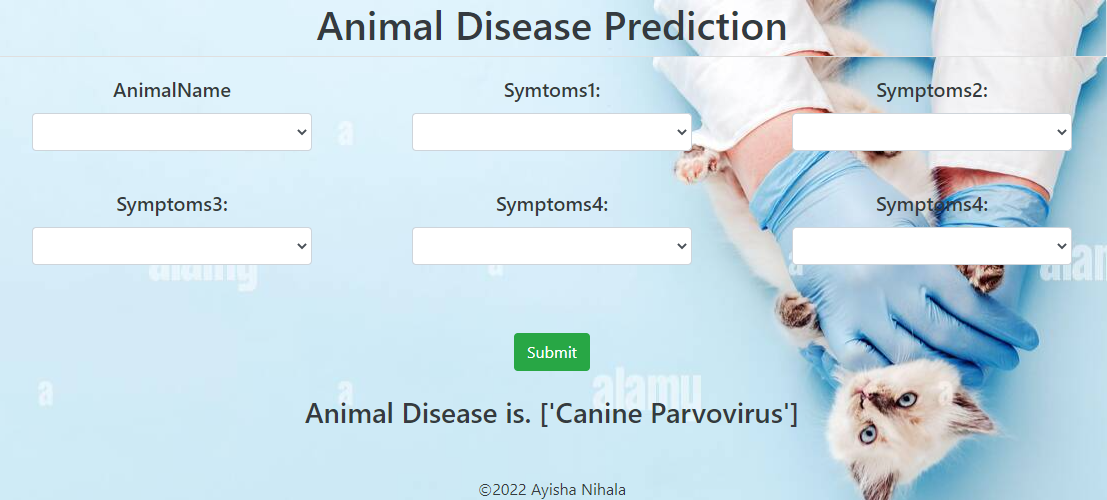 Animal Disease Prediction
AnimalName Symtoms1: Symptoms2:
Symptoms3: Symptoms4: Symptoms4:
alamy
a
a
alam
a
Submit
a
a
alamy
a
Animal Disease is. ['Canine Parvovirus']
©2022 Ayisha Nihala